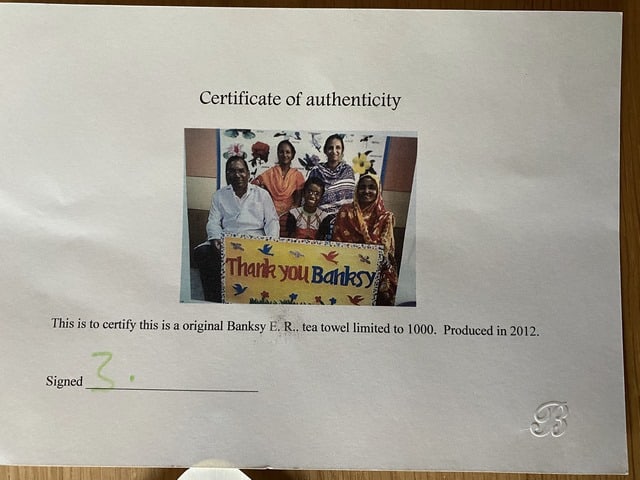 Certificate of authenticity
Thank you Banksy
This is to certify this is a original Banksy E. R.. tea towel limited to 1000. Produced in 2012.
Signed
B